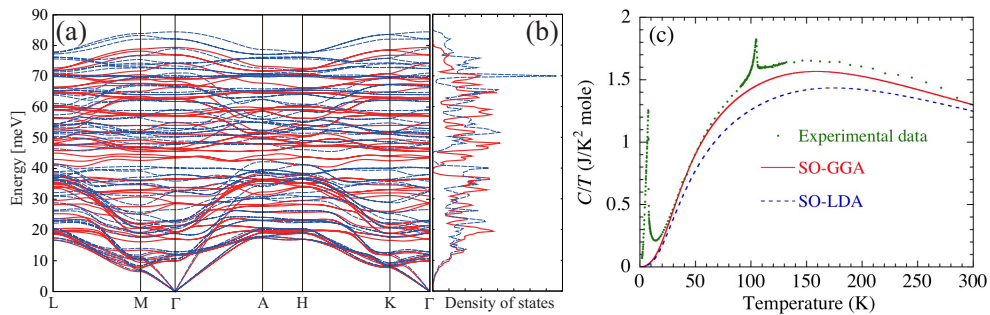 (a)
Energy [meV]
90
80
70
60
50
40
30
20
10
0
L M Γ A H K Γ
(b)
Density of states
(c)
C/T (J/K² mole)
2
1.5
1
0.5
0
Experimental data
SO-GGA
SO-LDA
0 50 100 150 200 250 300
Temperature (K)